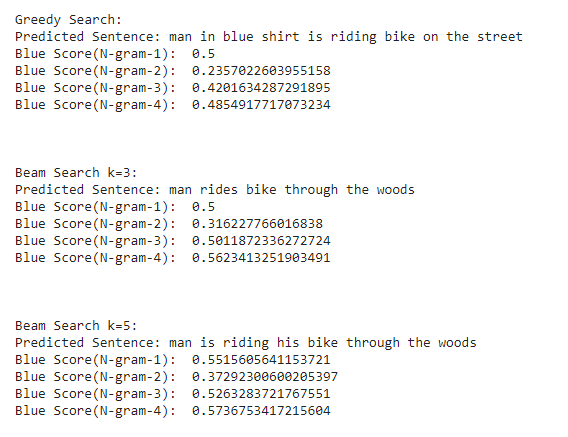 Greedy Search:
Predicted Sentence: man in blue shirt is riding bike on the street
Blue Score(N-gram-1):  0.5
Blue Score(N-gram-2):  0.2357022603955158
Blue Score(N-gram-3):  0.4201634287291895
Blue Score(N-gram-4):  0.4854917717073234
Beam Search k=3:
Predicted Sentence: man rides bike through the woods
Blue Score(N-gram-1):  0.5
Blue Score(N-gram-2):  0.316227766016838
Blue Score(N-gram-3):  0.5011872336272724
Blue Score(N-gram-4):  0.5623413251903491
Beam Search k=5:
Predicted Sentence: man is riding his bike through the woods
Blue Score(N-gram-1):  0.5515605641153721
Blue Score(N-gram-2):  0.37292300600205397
Blue Score(N-gram-3):  0.5263283721767551
Blue Score(N-gram-4):  0.5736753417215604